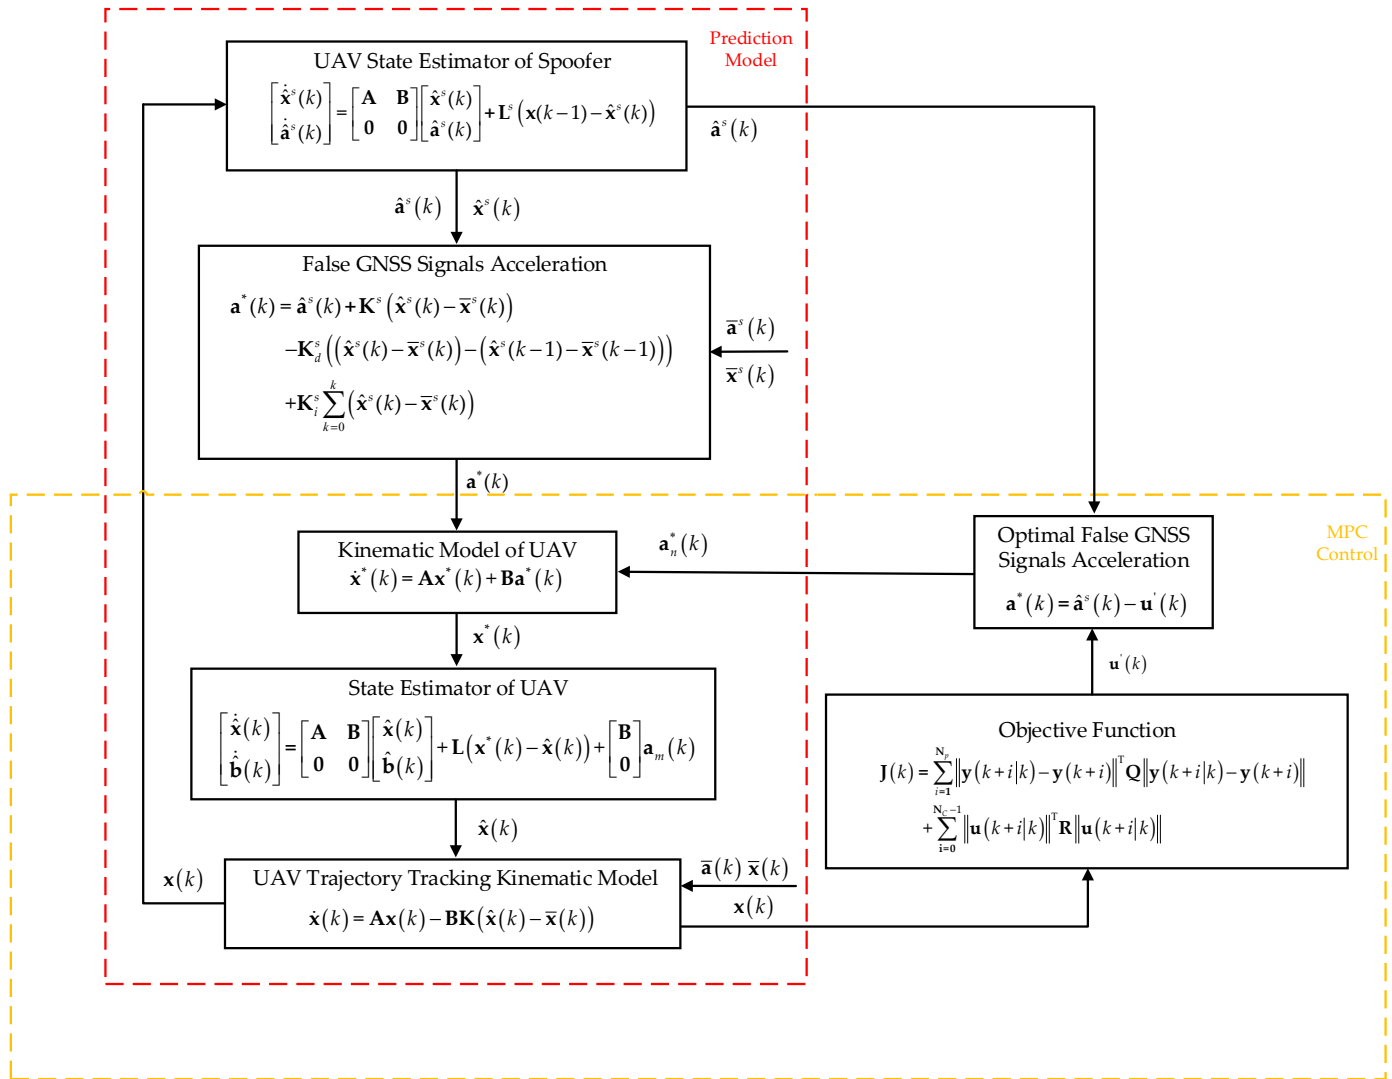 Prediction
Model
UAV State Estimator of Spoofer
[ẋ̂ˢ(k); â̇ˢ(k)] = [A B; 0 0][x̂ˢ(k); âˢ(k)] + Lˢ(x(k−1)−x̂ˢ(k))
âˢ(k)
âˢ(k) x̂ˢ(k)
False GNSS Signals Acceleration
a*(k) = âˢ(k) + Kˢ(x̂ˢ(k) − x̄ˢ(k))
−K_dˢ((x̂ˢ(k) − x̄ˢ(k)) − (x̂ˢ(k−1) − x̄ˢ(k−1)))
+K_iˢ ∑_{k=0}^{k} (x̂ˢ(k) − x̄ˢ(k))
āˢ(k)
x̄ˢ(k)
a*(k)
MPC
Control
Kinematic Model of UAV
ẋ*(k) = Ax*(k) + Ba*(k)
a*_n(k)
Optimal False GNSS
Signals Acceleration
a*(k) = âˢ(k) − u'(k)
x*(k)
u'(k)
State Estimator of UAV
[ẋ̂(k); ḃ̂(k)] = [A B; 0 0][x̂(k); b̂(k)] + L(x*(k) − x̂(k)) + [B; 0]a_m(k)
Objective Function
J(k) = ∑_{i=1}^{N_p} ‖y(k+i|k) − y(k+i)‖ᵀ Q‖y(k+i|k) − y(k+i)‖
+ ∑_{i=0}^{N_C−1} ‖u(k+i|k)‖ᵀ R‖u(k+i|k)‖
x̂(k)
x(k)
UAV Trajectory Tracking Kinematic Model
ẋ(k) = Ax(k) − BK(x̂(k) − x̄(k))
ā(k) x̄(k)
x(k)